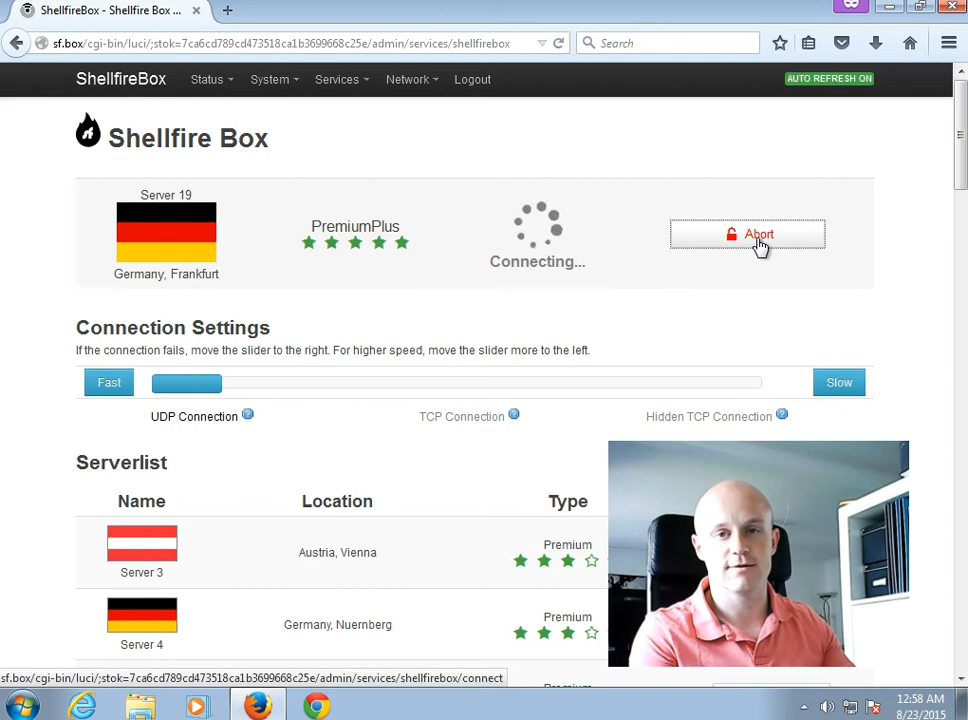 ShellfireBox - Shellfire Box ...
sf.box/cgi-bin/luci/;stok=7ca6cd789cd473518ca1b3699668c25e/admin/services/shellfirebox
Search
ShellfireBox Status System Services Network Logout AUTO REFRESH ON
Shellfire Box
Server 19
Germany, Frankfurt
PremiumPlus
Connecting...
Abort
Connection Settings
If the connection fails, move the slider to the right. For higher speed, move the slider more to the left.
Fast
Slow
UDP Connection ? TCP Connection ? Hidden TCP Connection ?
Serverlist
Name Location Type
Server 3
Austria, Vienna
Premium
Server 4
Germany, Nuernberg
Premium
Premium
sf.box/cgi-bin/luci/;stok=7ca6cd789cd473518ca1b3699668c25e/admin/services/shellfirebox/connect
12:58 AM
8/23/2015